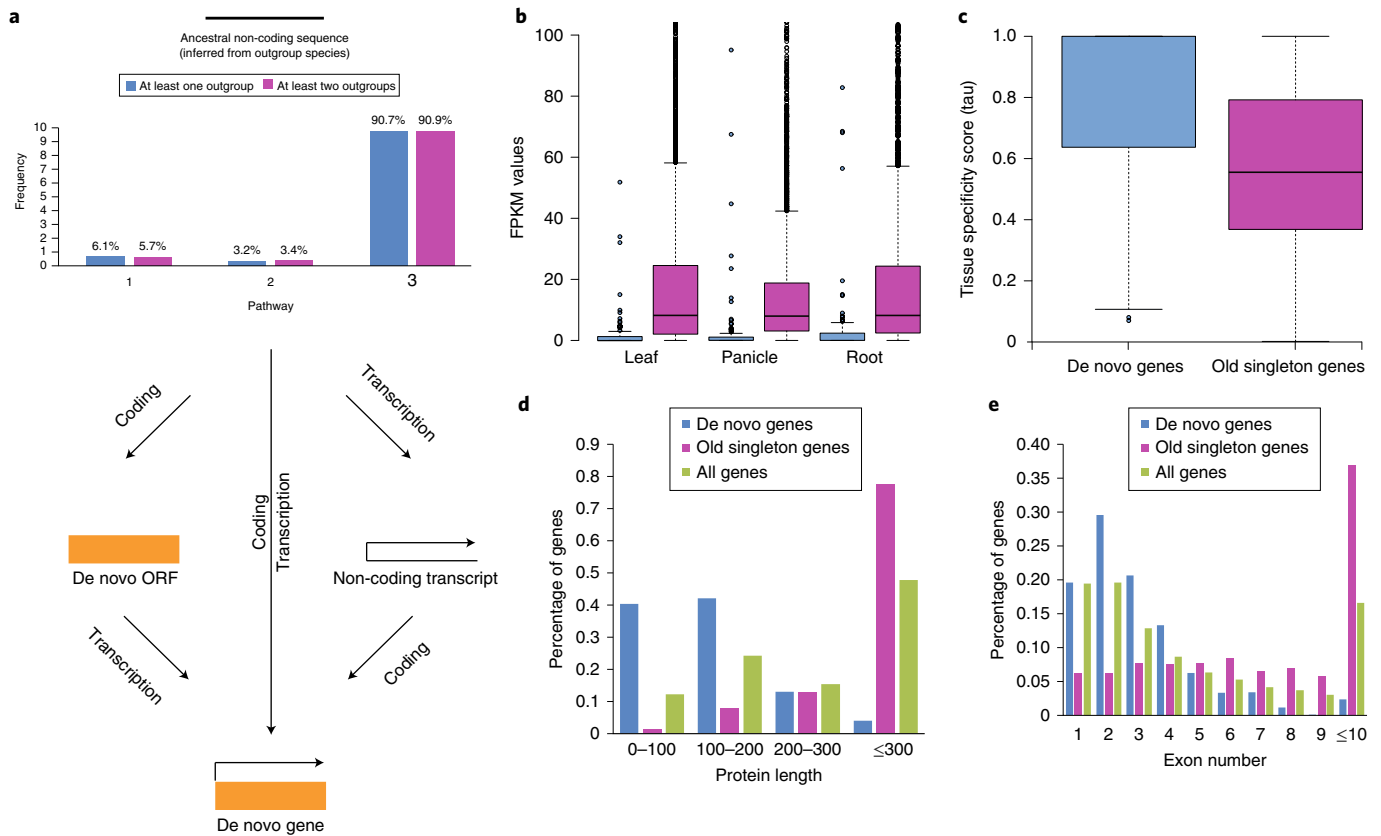 a
Ancestral non-coding sequence
(inferred from outgroup species)
At least one outgroup
At least two outgroups
Frequency
10
9
8
7
6
5
4
3
2
1
0
6.1%
5.7%
3.2%
3.4%
90.7%
90.9%
1
2
3
Pathway
Coding
Transcription
Coding
Transcription
De novo ORF
Non-coding transcript
Transcription
Coding
De novo gene
b
FPKM values
100
80
60
40
20
0
Leaf
Panicle
Root
c
Tissue specificity score (tau)
1.0
0.8
0.6
0.4
0.2
0
De novo genes
Old singleton genes
d
De novo genes
Old singleton genes
All genes
Percentage of genes
0.9
0.8
0.7
0.6
0.5
0.4
0.3
0.2
0.1
0
0–100
100–200
200–300
≤300
Protein length
e
De novo genes
Old singleton genes
All genes
Percentage of genes
0.40
0.35
0.30
0.25
0.20
0.15
0.10
0.05
0
1
2
3
4
5
6
7
8
9
≤10
Exon number